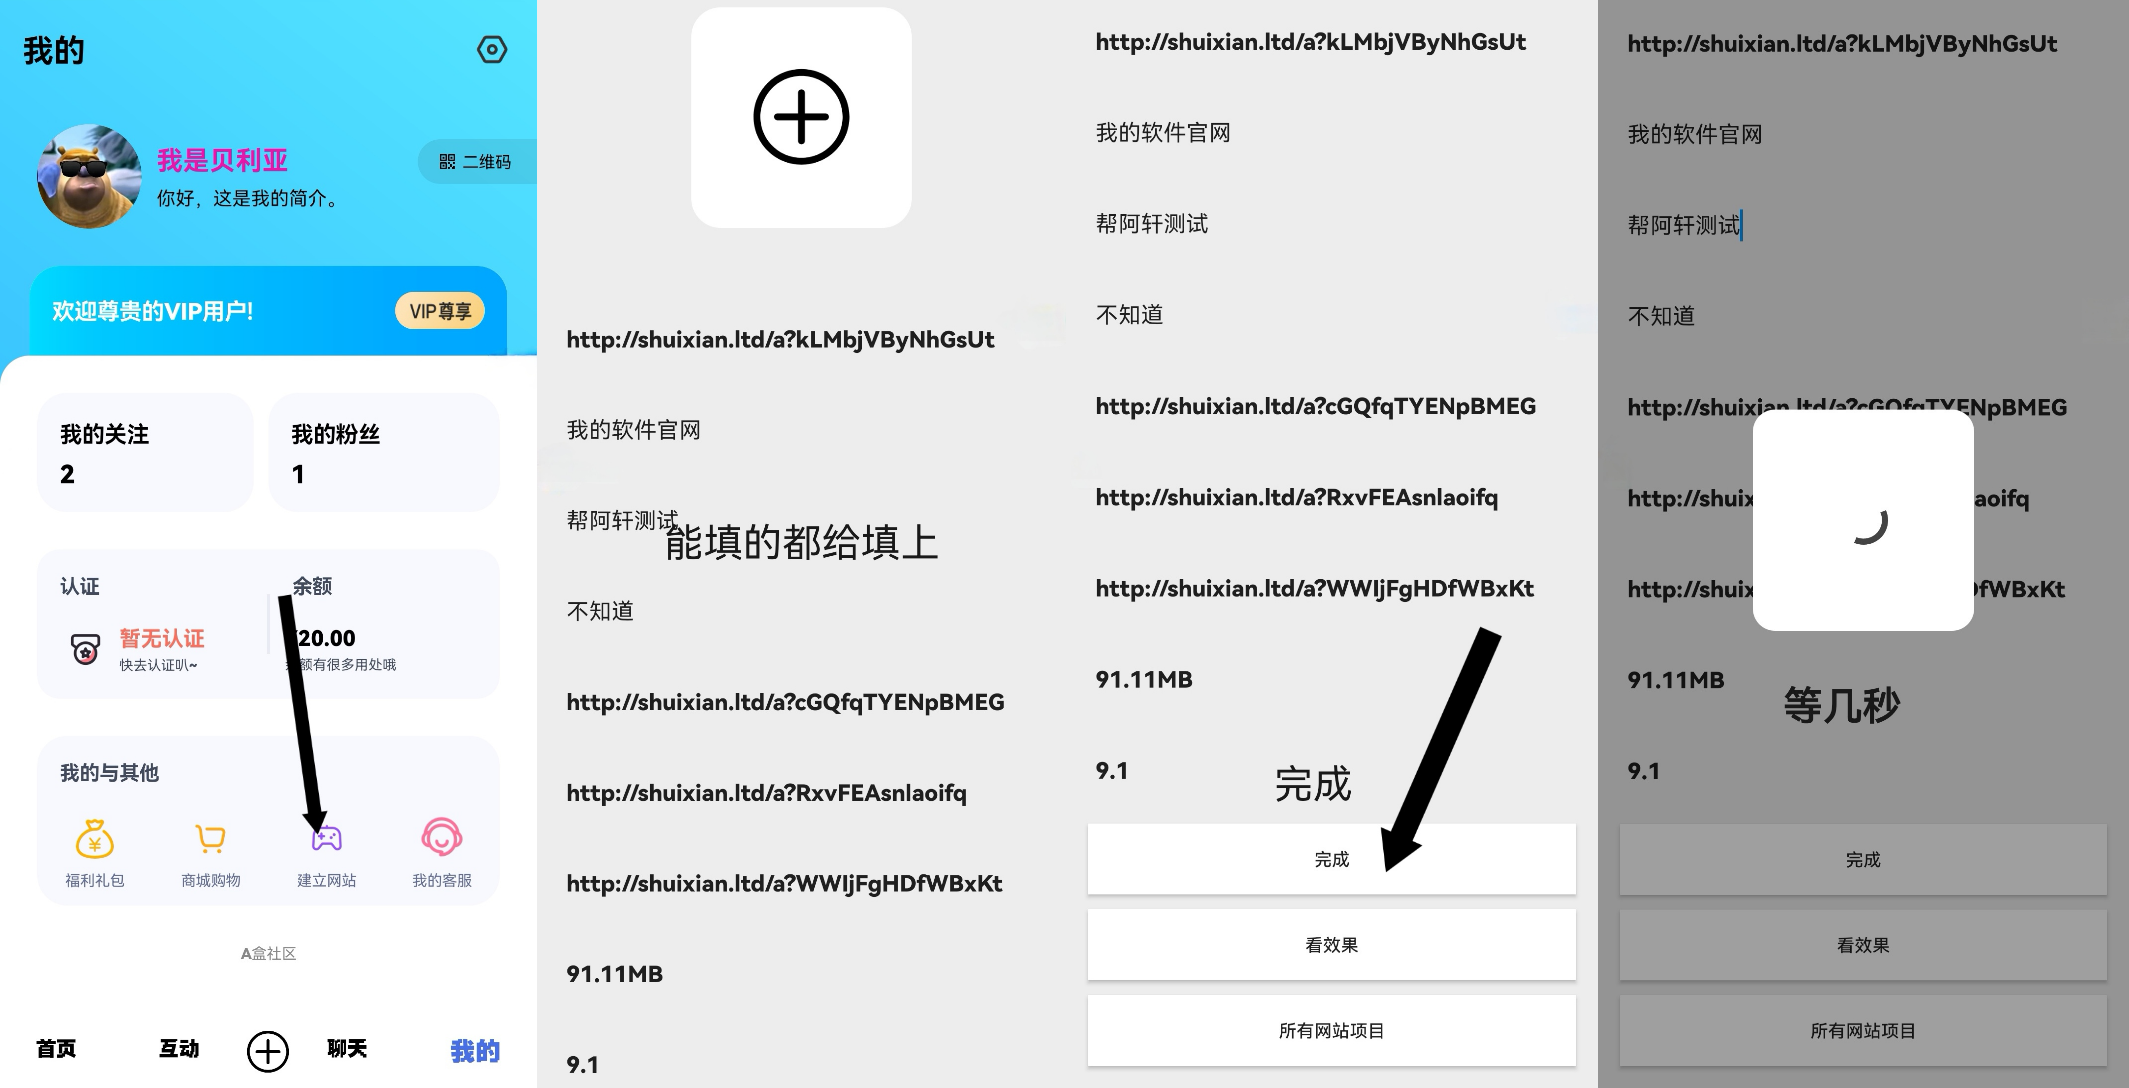 我的
我是贝利亚
二维码
你好，这是我的简介。
欢迎尊贵的VIP用户!
VIP尊享
我的关注
2
我的粉丝
1
认证
暂无认证
快去认证叭~
余额
20.00
额有很多用处哦
我的与其他
福利礼包
商城购物
建立网站
我的客服
A盒社区
首页
互动
聊天
我的
http://shuixian.ltd/a?kLMbjVByNhGsUt
我的软件官网
帮阿轩测试
能填的都给填上
不知道
http://shuixian.ltd/a?cGQfqTYENpBMEG
http://shuixian.ltd/a?RxvFEAsnlaoifq
http://shuixian.ltd/a?WWIjFgHDfWBxKt
91.11MB
9.1
http://shuixian.ltd/a?kLMbjVByNhGsUt
我的软件官网
帮阿轩测试
不知道
http://shuixian.ltd/a?cGQfqTYENpBMEG
http://shuixian.ltd/a?RxvFEAsnlaoifq
http://shuixian.ltd/a?WWIjFgHDfWBxKt
91.11MB
9.1
完成
完成
看效果
所有网站项目
http://shuixian.ltd/a?kLMbjVByNhGsUt
我的软件官网
帮阿轩测试
不知道
http://shuixian.ltd/a?cGQfqTYENpBMEG
http://shuix
aoifq
http://shuix
fWBxKt
91.11MB
等几秒
9.1
完成
看效果
所有网站项目